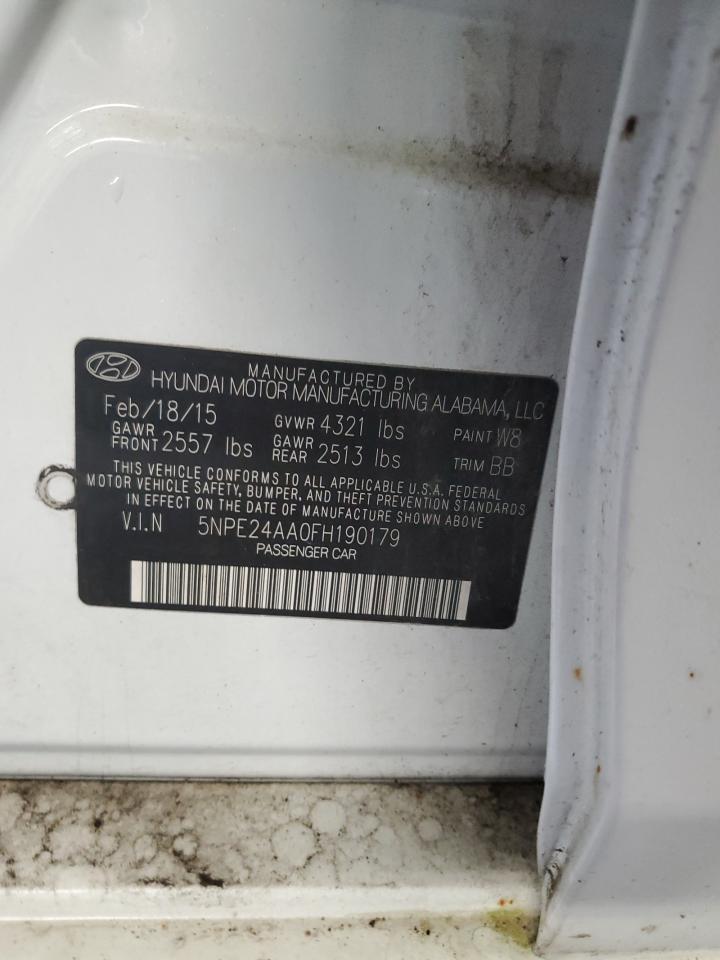 MANUFACTURED BY
HYUNDAI MOTOR MANUFACTURING ALABAMA, LLC
Feb/18/15 GVWR 4321 lbs PAINT W8
GAWR FRONT 2557 lbs GAWR REAR 2513 lbs TRIM BB
THIS VEHICLE CONFORMS TO ALL APPLICABLE U.S.A. FEDERAL
MOTOR VEHICLE SAFETY, BUMPER, AND THEFT PREVENTION STANDARDS
IN EFFECT ON THE DATE OF MANUFACTURE SHOWN ABOVE.
V.I.N 5NPE24AA0FH190179
PASSENGER CAR